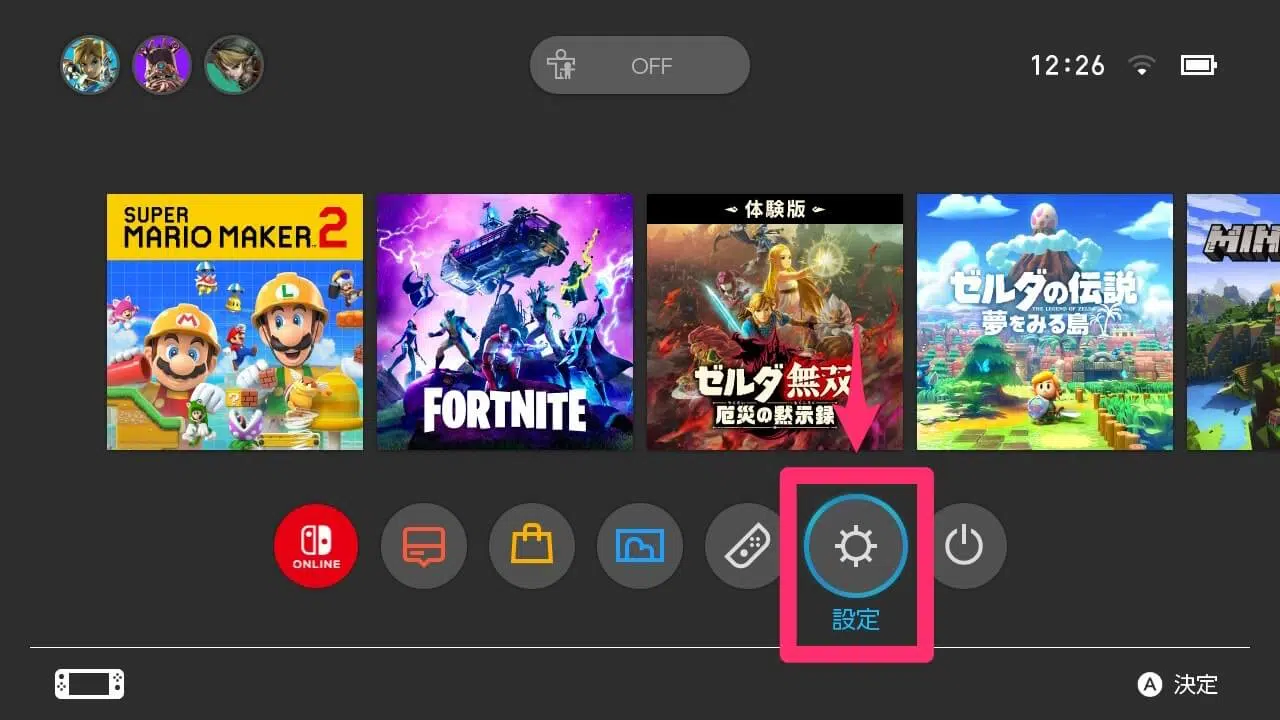 OFF
12:26
SUPER
MARIO MAKER 2
FORTNITE
体験版
ゼルダ無双
厄災の黙示録
ゼルダの伝説
THE LEGEND OF ZELDA
夢をみる島
ONLINE
設定
A 決定